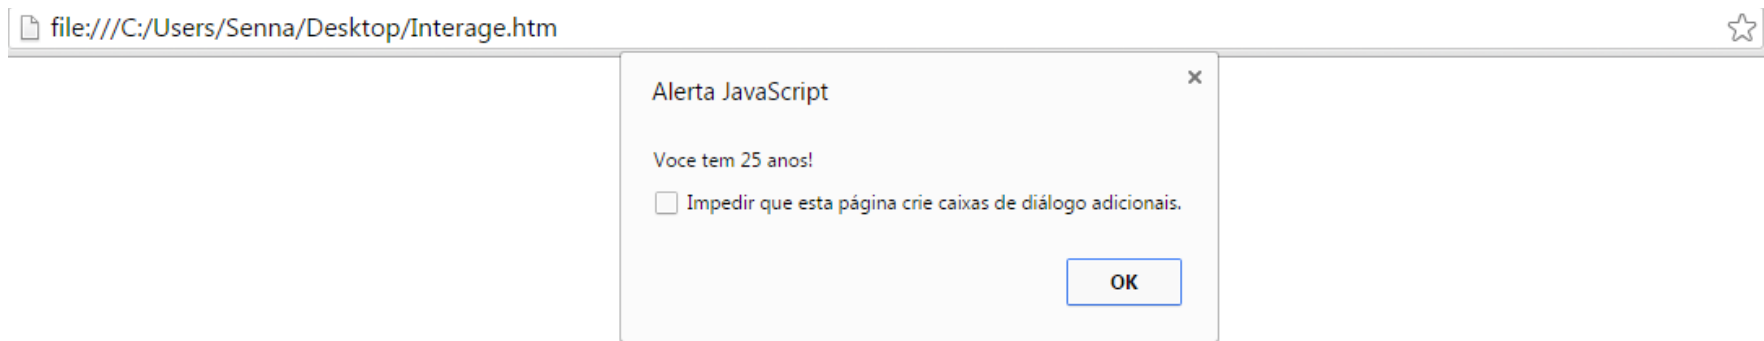 file:///C:/Users/Senna/Desktop/Interage.htm
Alerta JavaScript
Voce tem 25 anos!
Impedir que esta página crie caixas de diálogo adicionais.
OK